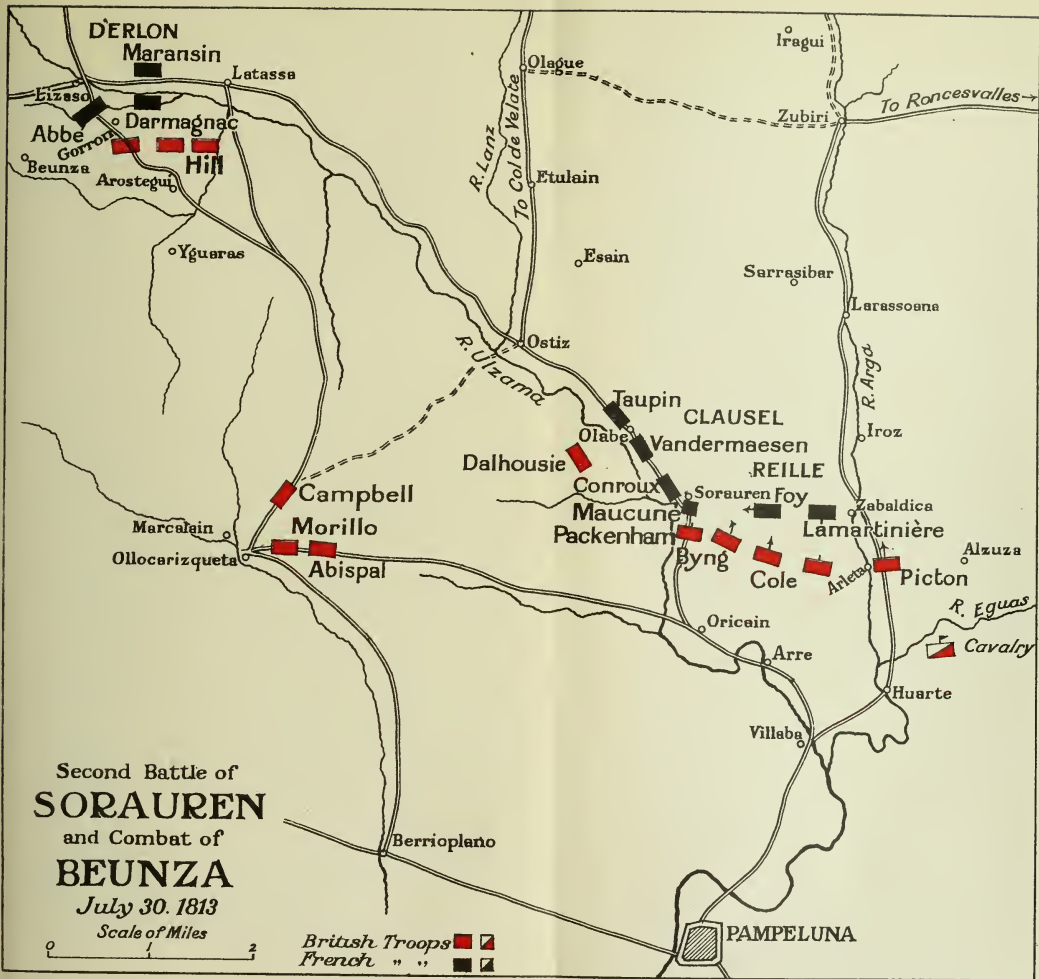 D'ERLON
Maransin
Iragui
Latassa
Olague
Lizaso
To Roncesvalles →
Abbé
Darmagnac
Zubiri
Gorron
Hill
Beunza
R. Lanz
To Col de Velate
Arostegui
Etulain
Yguaras
Esain
Sarrasibar
Larassoana
Ostiz
R. Ulzama
R. Arga
Taupin
CLAUSEL
Olabe
Vandermaesen
Iroz
Dalhousie
REILLE
Conroux
Sorauren
Foy
Campbell
Zabaldica
Maucune
Lamartinière
Packenham
Marcalain
Morillo
Byng
Alzuza
Ollocarizqueta
Abispal
Cole
Arleta
Picton
R. Eguas
Oricain
Cavalry
Arre
Huarte
Villaba
Second Battle of
SORAUREN
and Combat of
BEUNZA
July 30. 1813
Scale of Miles
0 1 2
Berrioplano
PAMPELUNA
British Troops
French " "